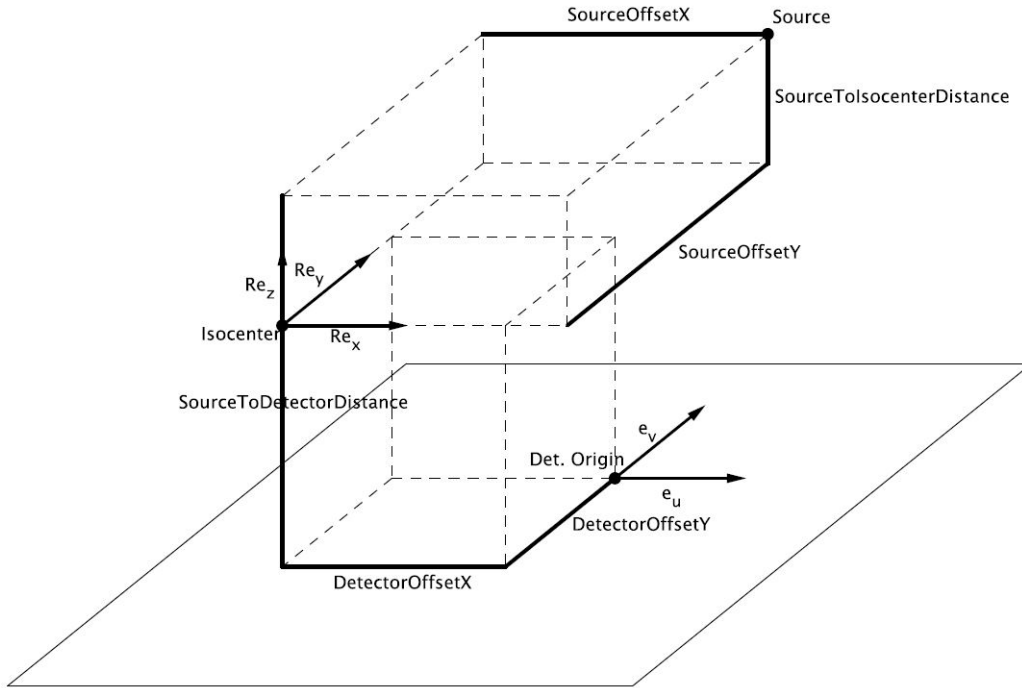 SourceOffsetX
Source
SourceToIsocenterDistance
SourceOffsetY
Re_y
Re_z
Isocenter
Re_x
SourceToDetectorDistance
e_v
Det. Origin
e_u
DetectorOffsetY
DetectorOffsetX